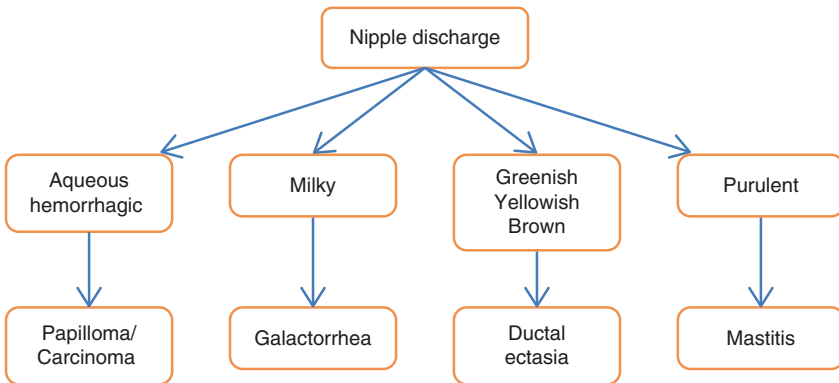 Nipple discharge
Aqueous
hemorrhagic
Milky
Greenish
Yellowish
Brown
Purulent
Papilloma/
Carcinoma
Galactorrhea
Ductal
ectasia
Mastitis